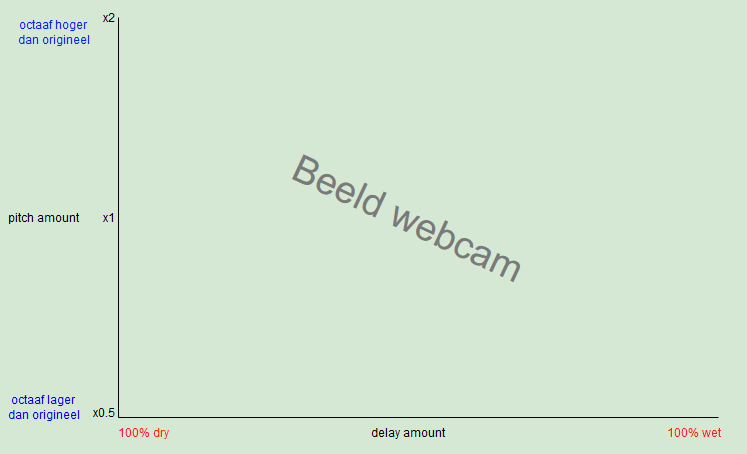 octaaf hoger
dan origineel
x2
Beeld webcam
pitch amount
x1
octaaf lager
dan origineel
x0.5
100% dry
delay amount
100% wet